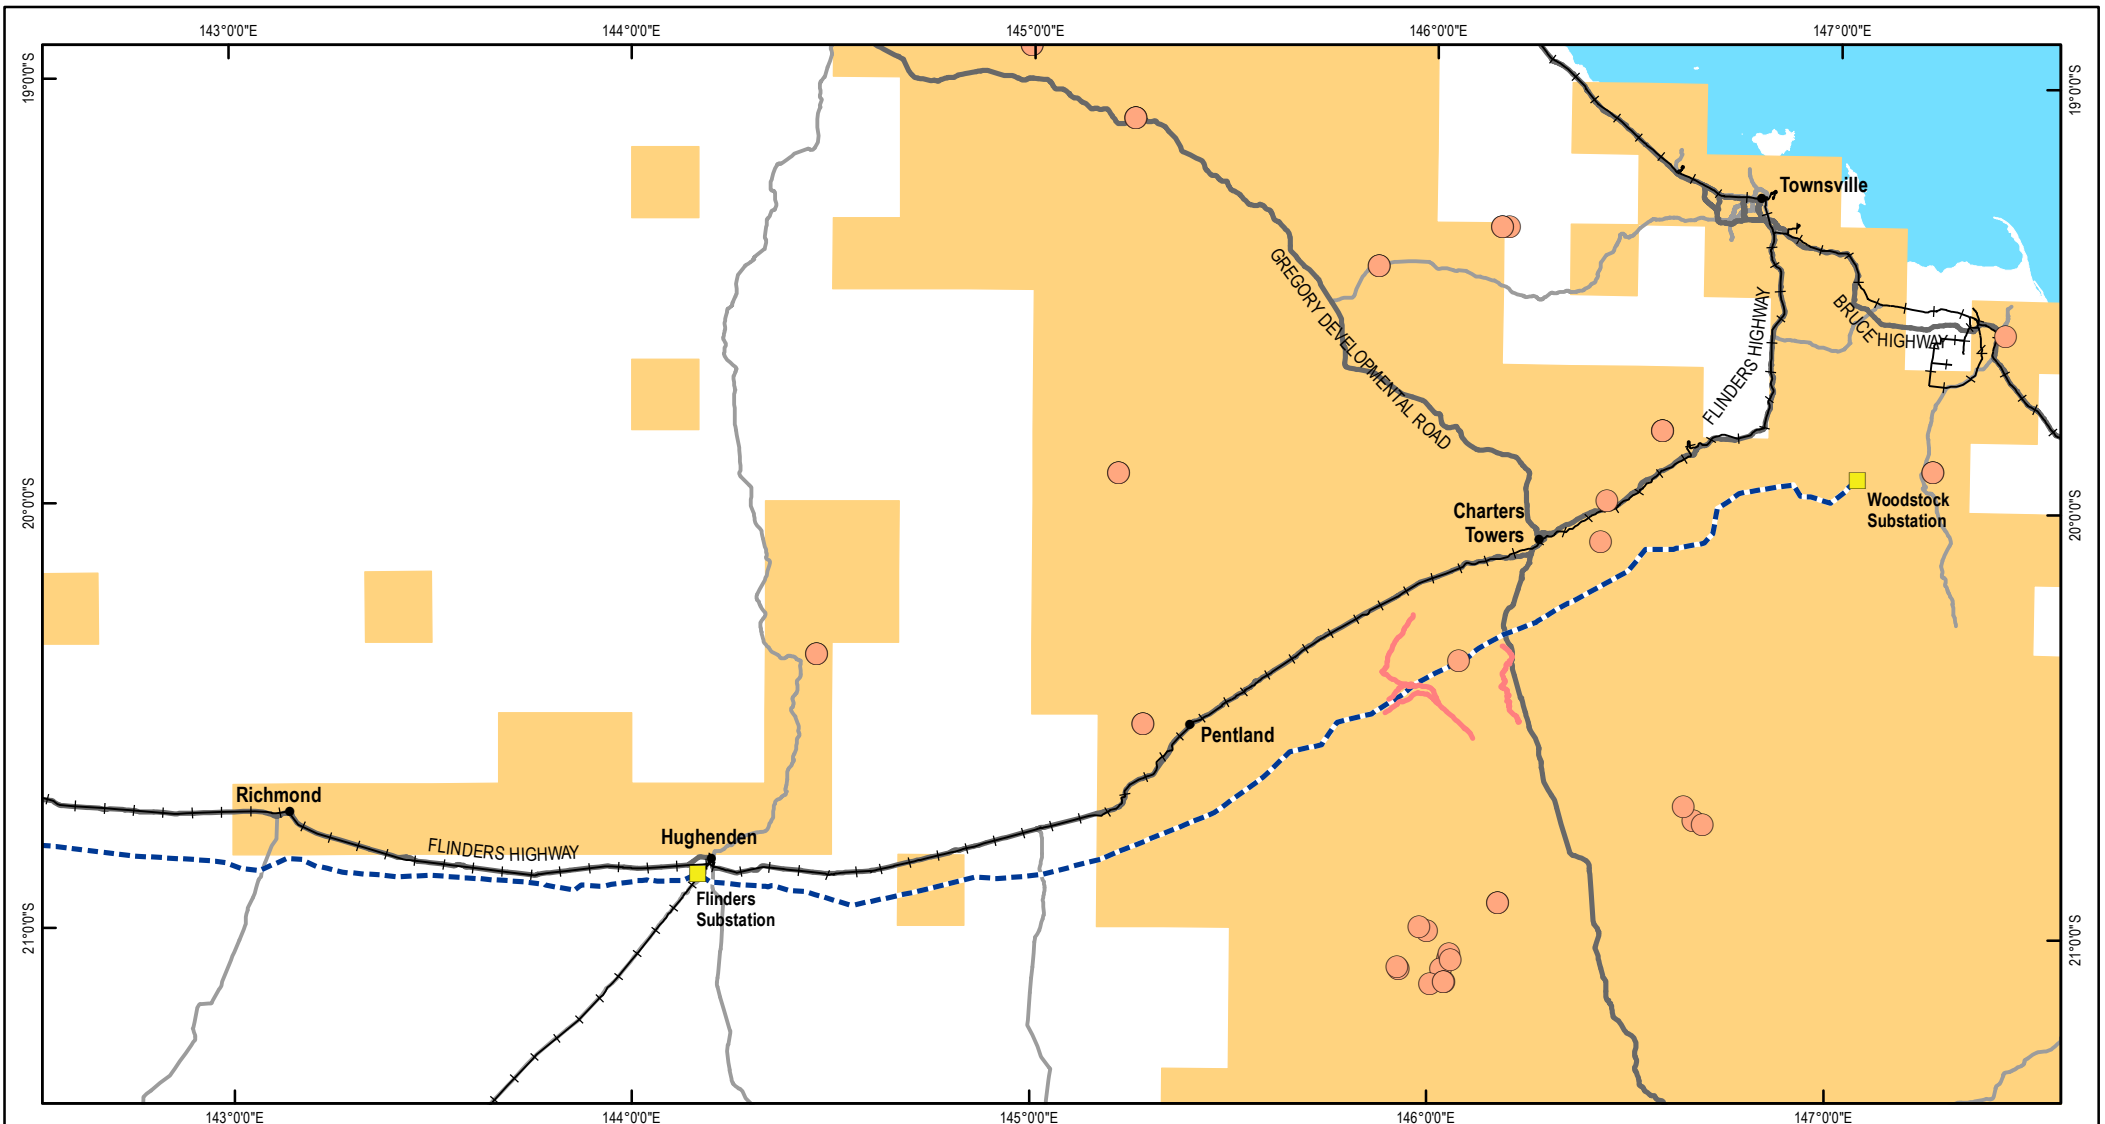 143°0'0"E
144°0'0"E
145°0'0"E
146°0'0"E
147°0'0"E
19°0'0"S
19°0'0"S
Townsville
GREGORY DEVELOPMENTAL ROAD
FLINDERS HIGHWAY
BRUCE HIGHWAY
20°0'0"S
20°0'0"S
Charters
Towers
Woodstock
Substation
Pentland
Richmond
FLINDERS HIGHWAY
Hughenden
Flinders
Substation
21°0'0"S
21°0'0"S
143°0'0"E
144°0'0"E
145°0'0"E
146°0'0"E
147°0'0"E